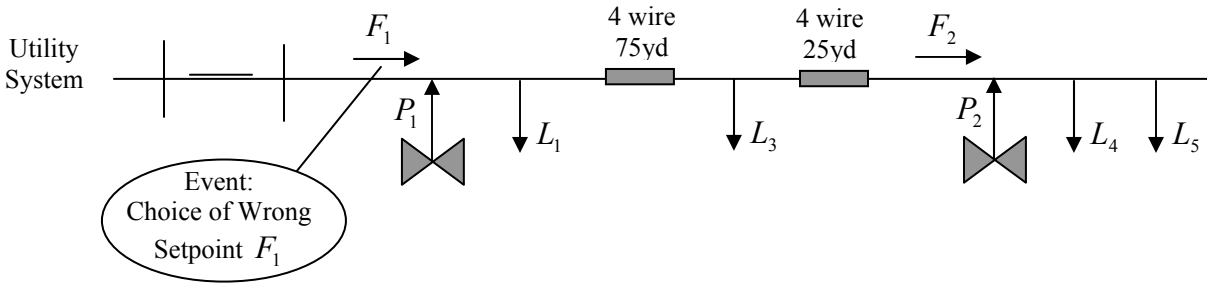 Utility
System
F₁
4 wire
75yd
4 wire
25yd
F₂
P₁
L₁
L₃
P₂
L₄
L₅
Event:
Choice of Wrong
Setpoint F₁